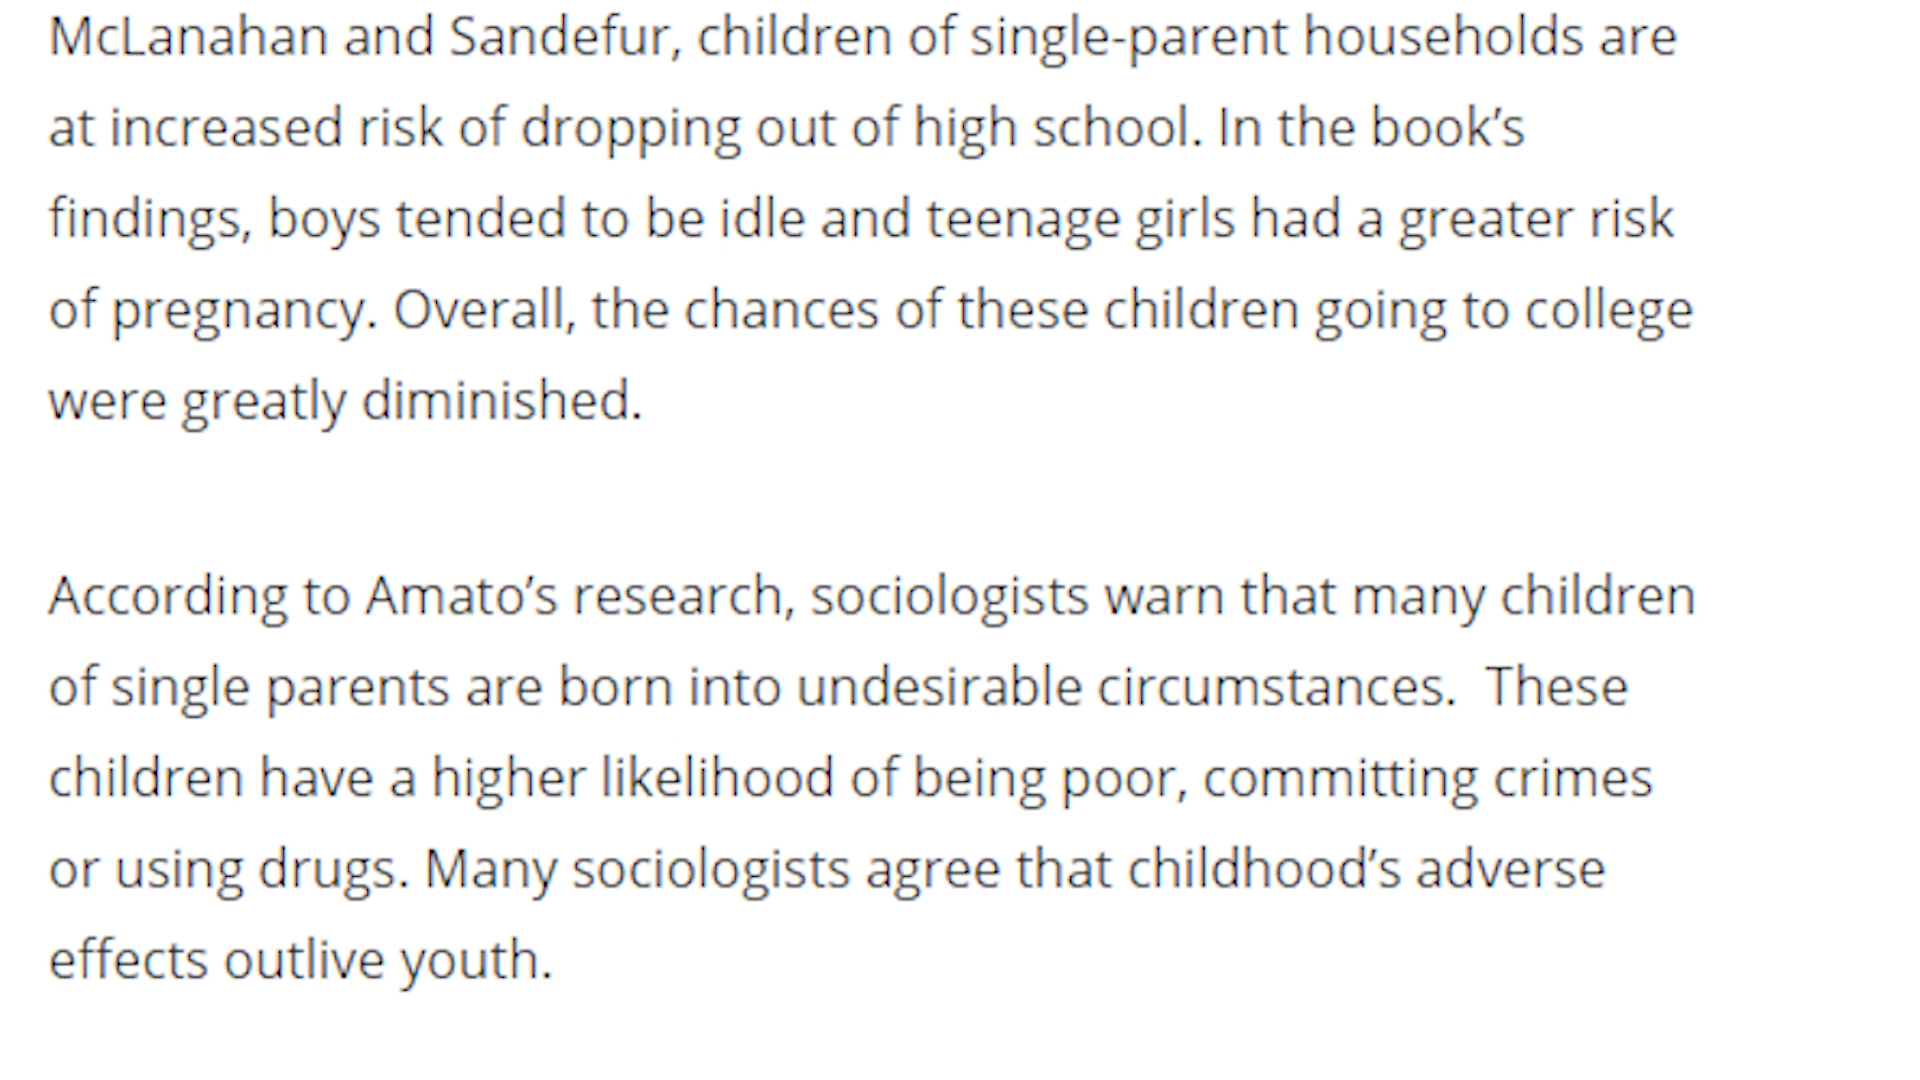 McLanahan and Sandefur, children of single-parent households are
at increased risk of dropping out of high school. In the book’s
findings, boys tended to be idle and teenage girls had a greater risk
of pregnancy. Overall, the chances of these children going to college
were greatly diminished.
According to Amato’s research, sociologists warn that many children
of single parents are born into undesirable circumstances.  These
children have a higher likelihood of being poor, committing crimes
or using drugs. Many sociologists agree that childhood’s adverse
effects outlive youth.